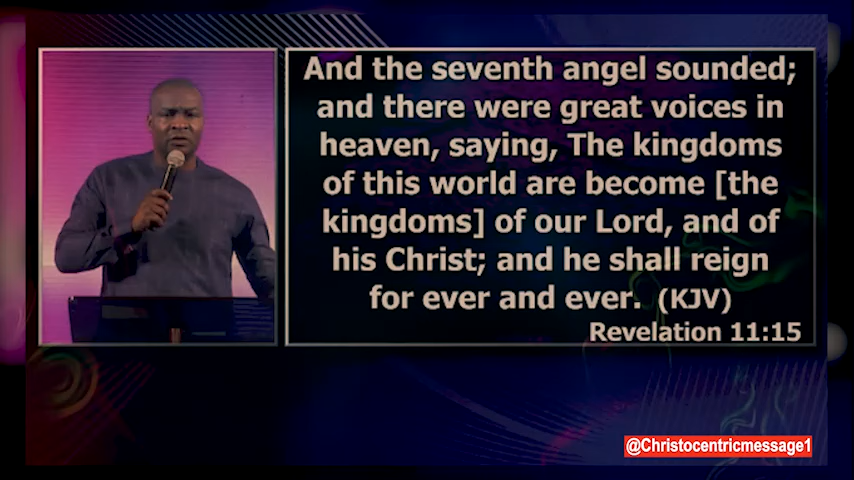 And the seventh angel sounded;
and there were great voices in
heaven, saying, The kingdoms
of this world are become [the
kingdoms] of our Lord, and of
his Christ; and he shall reign
for ever and ever. (KJV)
Revelation 11:15
@Christocentricmessage1